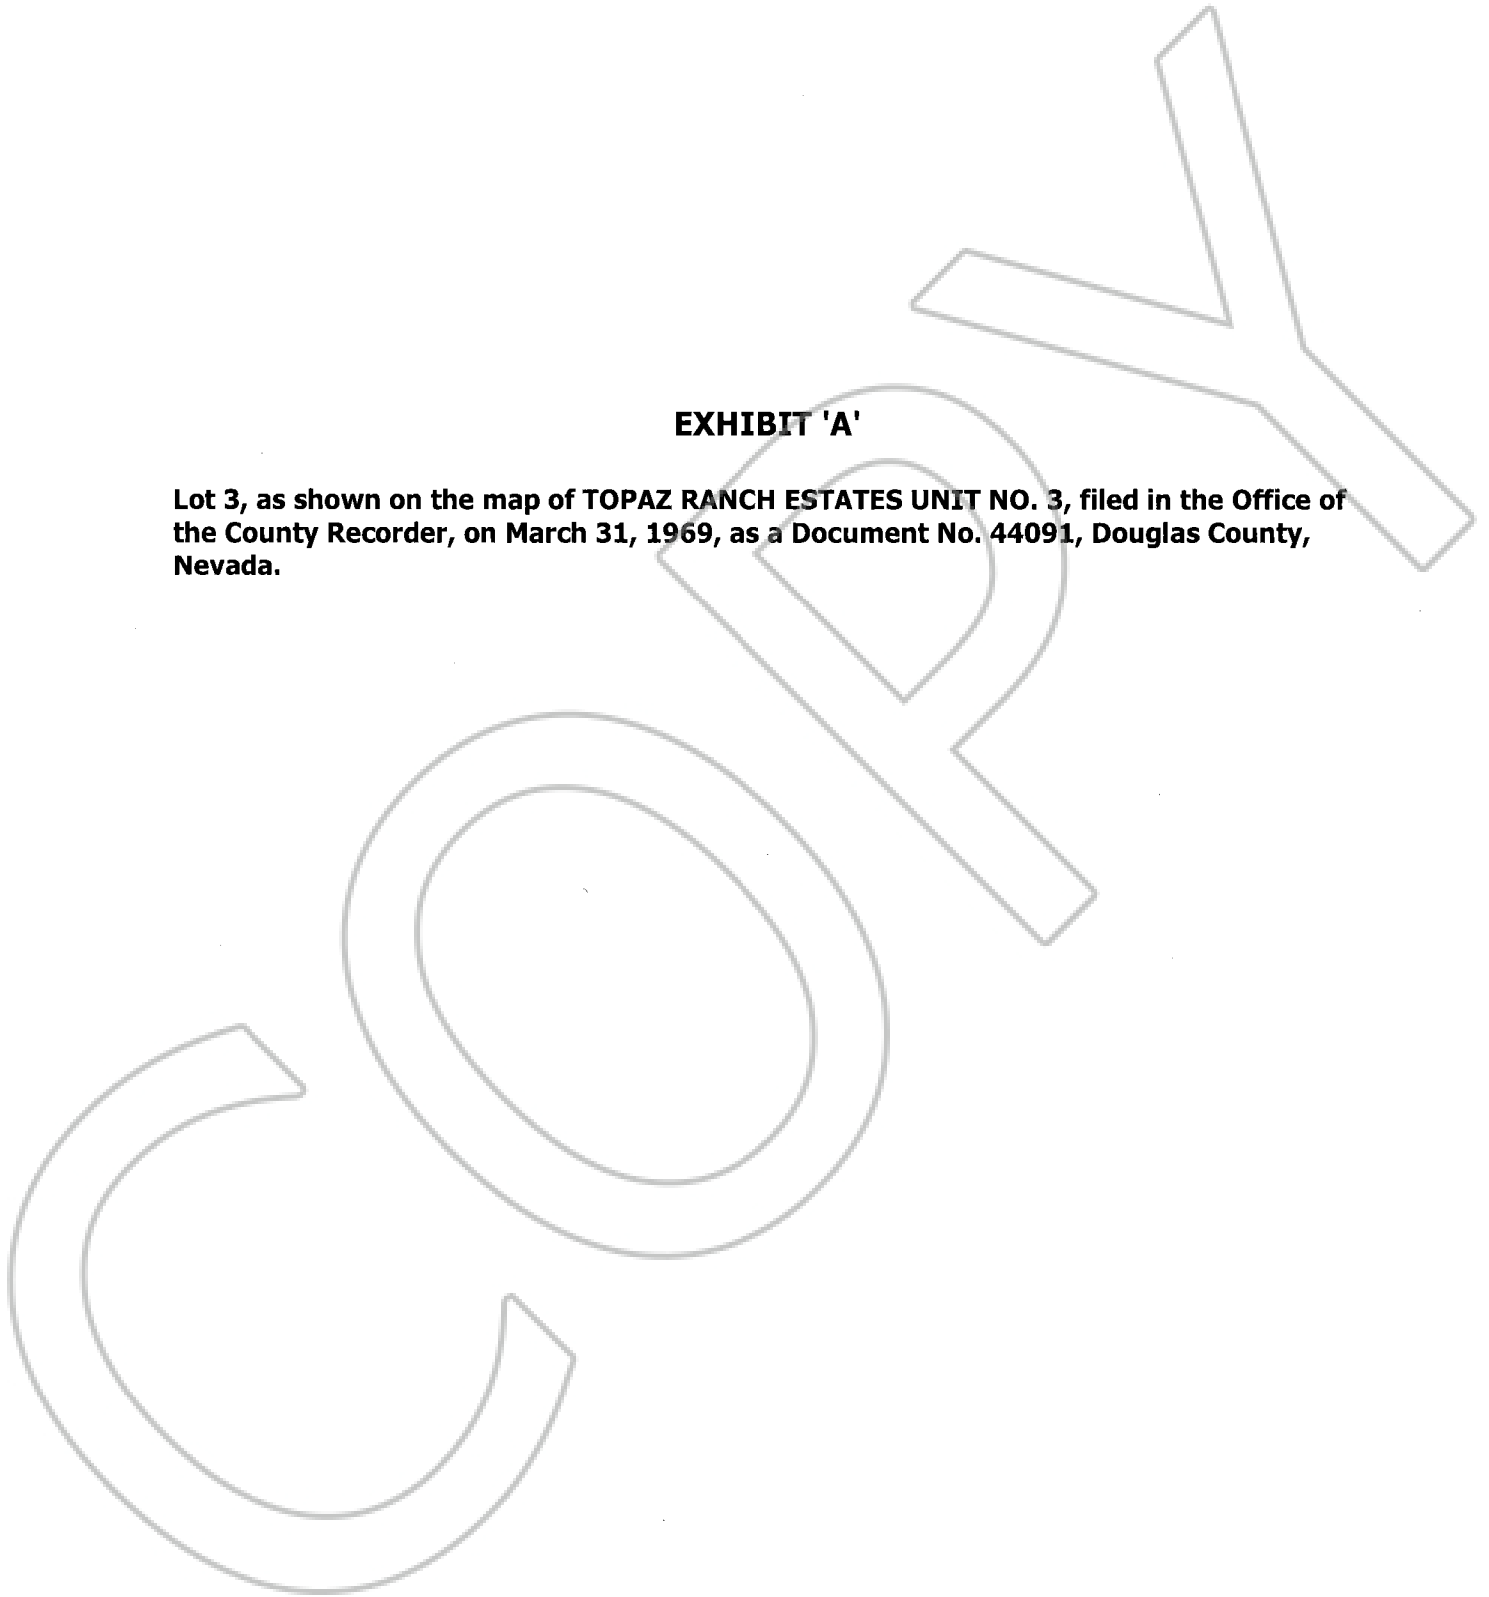 EXHIBIT 'A'
Lot 3, as shown on the map of TOPAZ RANCH ESTATES UNIT NO. 3, filed in the Office of
the County Recorder, on March 31, 1969, as a Document No. 44091, Douglas County,
Nevada.
COPY